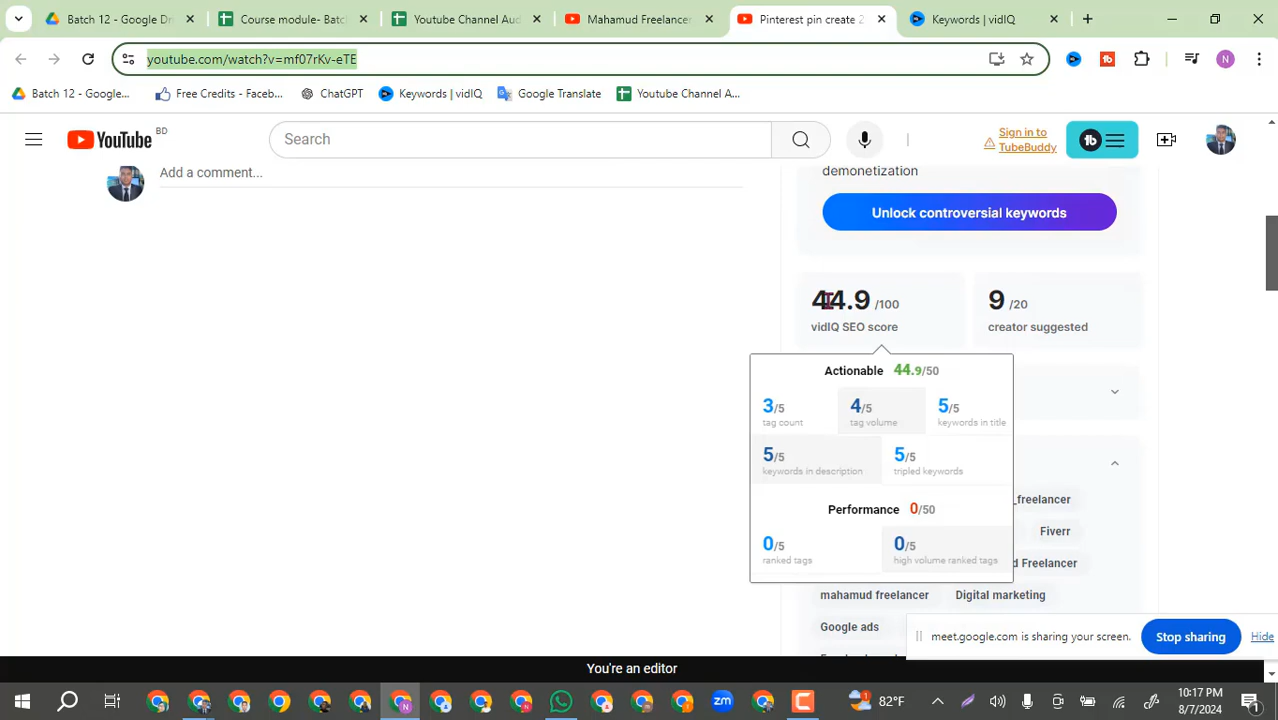 Batch 12 - Google Dr
Course module- Batc
Youtube Channel Aud
Mahamud Freelancer
Pinterest pin create 2
Keywords | vidIQ
youtube.com/watch?v=mf07rKv-eTE
N
Batch 12 - Google...
Free Credits - Faceb...
ChatGPT
Keywords | vidIQ
Google Translate
Youtube Channel A...
YouTube BD
Search
Sign in to
TubeBuddy
Add a comment...
demonetization
Unlock controversial keywords
44.9 /100
vidIQ SEO score
9 /20
creator suggested
Actionable 44.9/50
3/5
tag count
4/5
tag volume
5/5
keywords in title
5/5
keywords in description
5/5
tripled keywords
Performance 0/50
0/5
ranked tags
0/5
high volume ranked tags
_freelancer
Fiverr
d Freelancer
mahamud freelancer
Digital marketing
Google ads
meet.google.com is sharing your screen.
Stop sharing
Hide
You're an editor
82°F
10:17 PM
8/7/2024